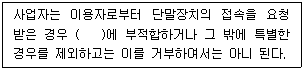 사업자는 이용자로부터 단말장치의 접속을 요청
받은 경우 (    )에 부적합하거나 그 밖에 특별한
경우를 제외하고는 이를 거부하여서는 아니 된다.